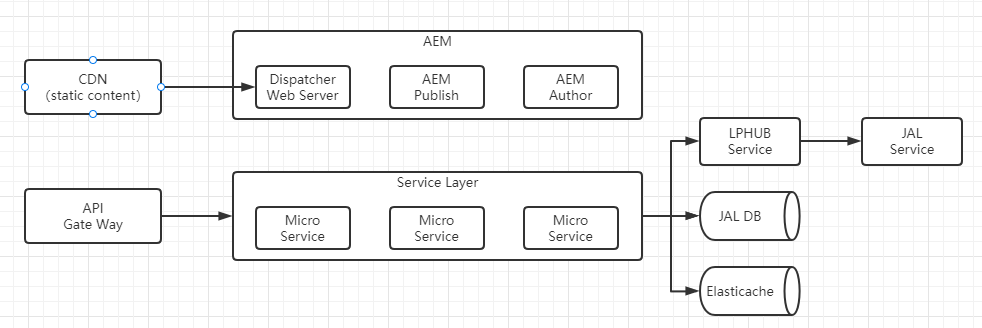 AEM
CDN
(static content)
Dispatcher
Web Server
AEM
Publish
AEM
Author
LPHUB
Service
JAL
Service
Service Layer
API
Gate Way
Micro
Service
Micro
Service
Micro
Service
JAL DB
Elasticache